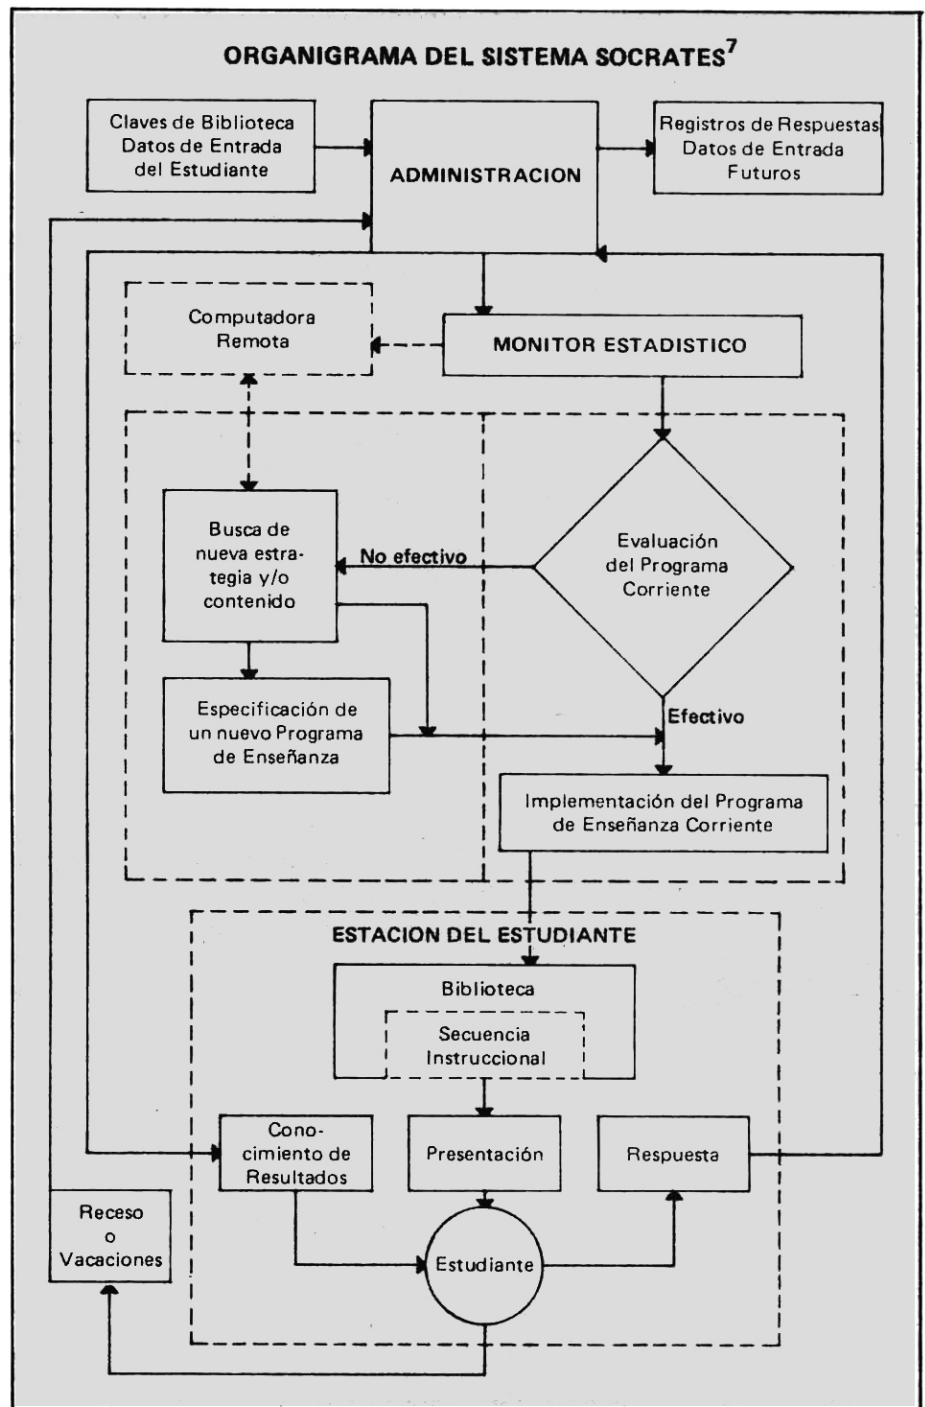 ORGANIGRAMA DEL SISTEMA SOCRATES7
Claves de Biblioteca
Datos de Entrada
del Estudiante
ADMINISTRACION
Registros de Respuestas
Datos de Entrada
Futuros
Computadora
Remota
MONITOR ESTADISTICO
Busca de
nueva estra-
tegia y/o
contenido
No efectivo
Evaluación
del Programa
Corriente
Especificación de
un nuevo Programa
de Enseñanza
Efectivo
Implementación del Programa
de Enseñanza Corriente
ESTACION DEL ESTUDIANTE
Biblioteca
Secuencia
Instruccional
Cono-
cimiento de
Resultados
Presentación
Respuesta
Receso
o
Vacaciones
Estudiante